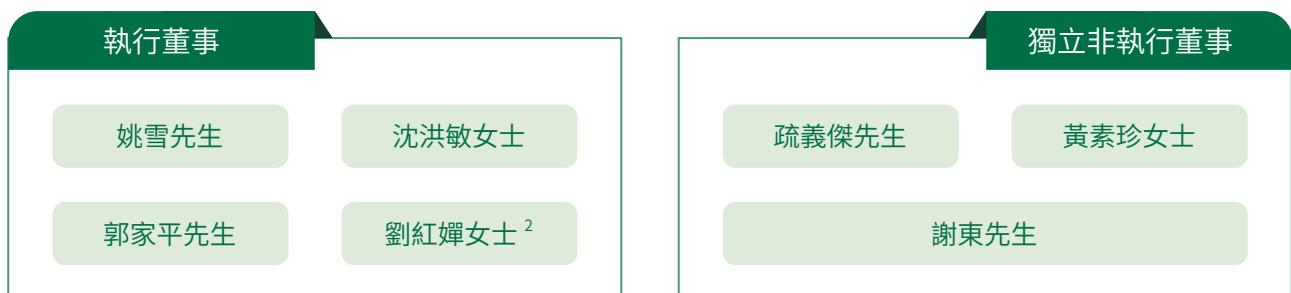 執行董事
姚雪先生
沈洪敏女士
郭家平先生
劉紅嬋女士 2
獨立非執行董事
疏義傑先生
黃素珍女士
謝東先生